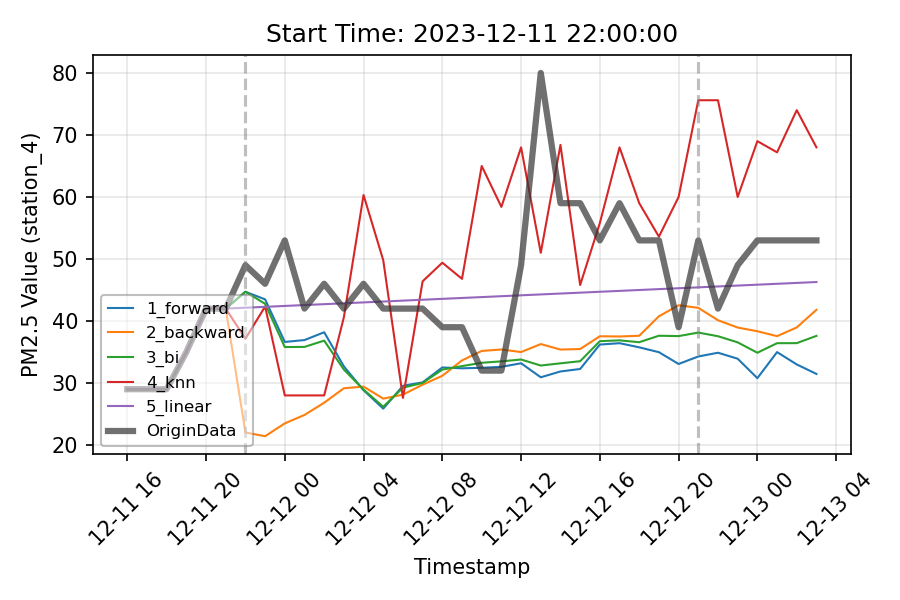 Start Time: 2023-12-11 22:00:00
PM2.5 Value (station_4)
80
70
60
50
40
30
20
1_forward
2_backward
3_bi
4_knn
5_linear
OriginData
12-11 16
12-11 20
12-12 00
12-12 04
12-12 08
12-12 12
12-12 16
12-12 20
12-13 00
12-13 04
Timestamp